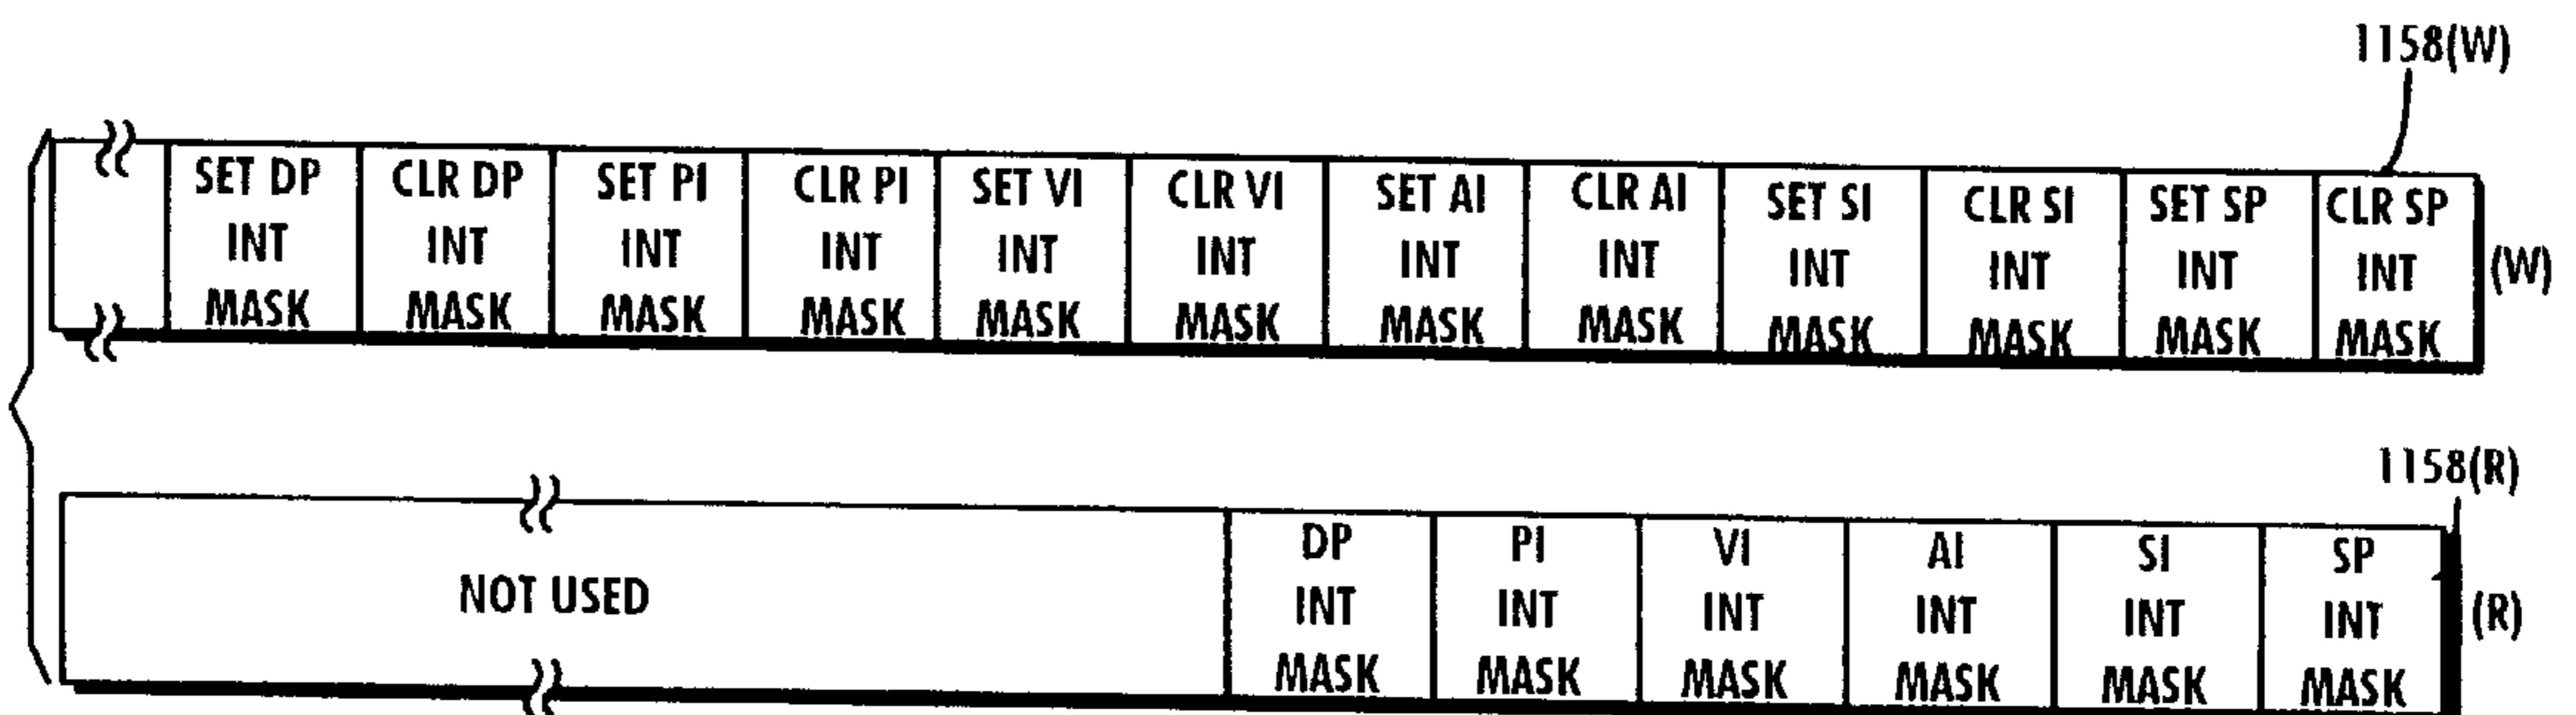 1158(W)
SET DP INT MASK
CLR DP INT MASK
SET PI INT MASK
CLR PI INT MASK
SET VI INT MASK
CLR VI INT MASK
SET AI INT MASK
CLR AI INT MASK
SET SI INT MASK
CLR SI INT MASK
SET SP INT MASK
CLR SP INT MASK
(W)
1158(R)
NOT USED
DP INT MASK
PI INT MASK
VI INT MASK
AI INT MASK
SI INT MASK
SP INT MASK
(R)